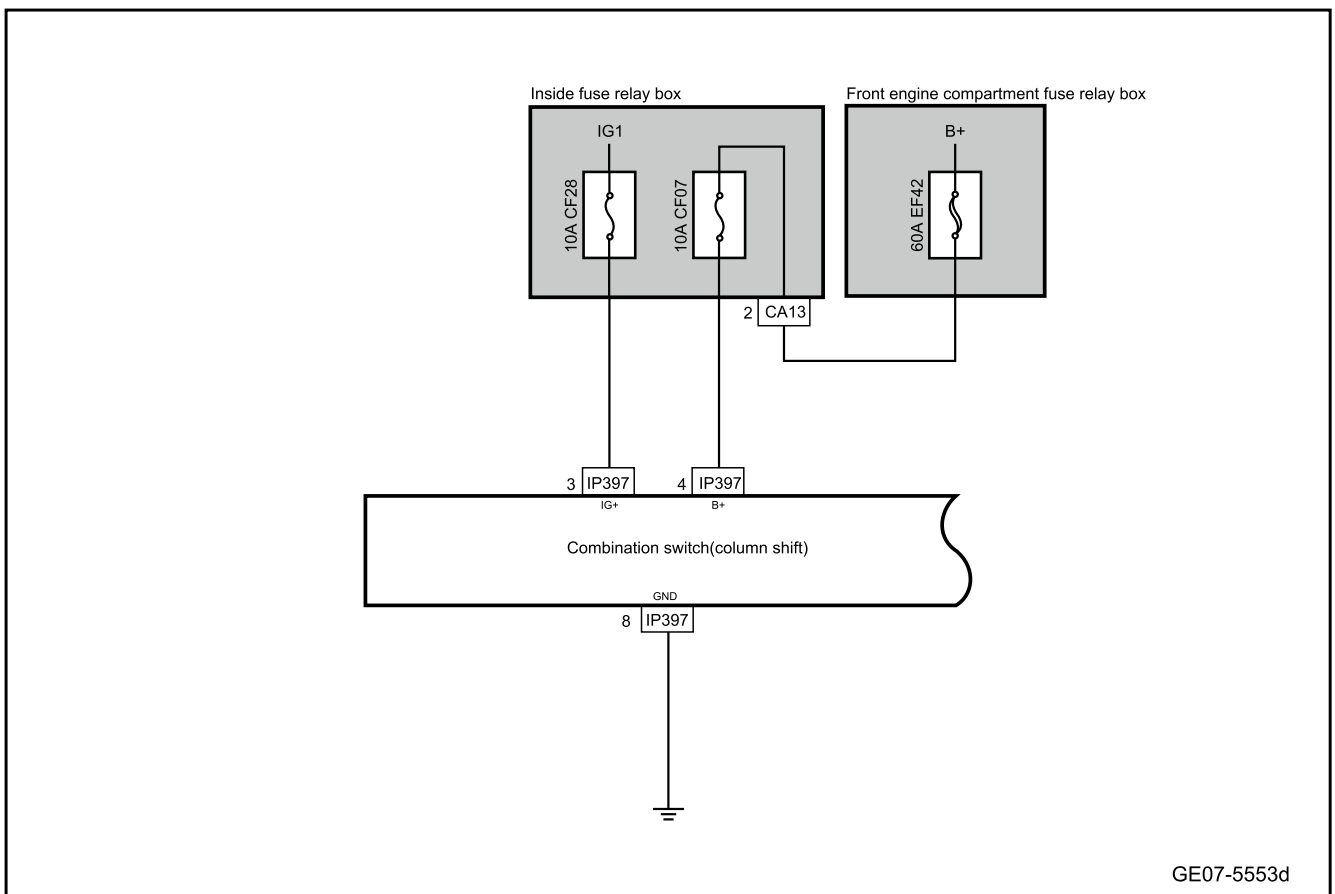 Inside fuse relay box
Front engine compartment fuse relay box
IG1
B+
10A CF28
10A CF07
60A EF42
2 CA13
3 IP397
4 IP397
IG+
B+
Combination switch(column shift)
GND
8 IP397
GE07-5553d